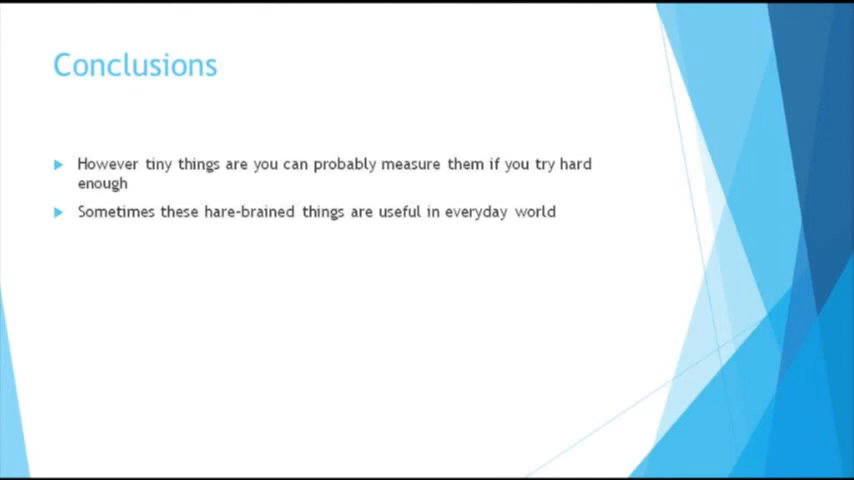 Conclusions
However tiny things are you can probably measure them if you try hard
enough
Sometimes these hare-brained things are useful in everyday world